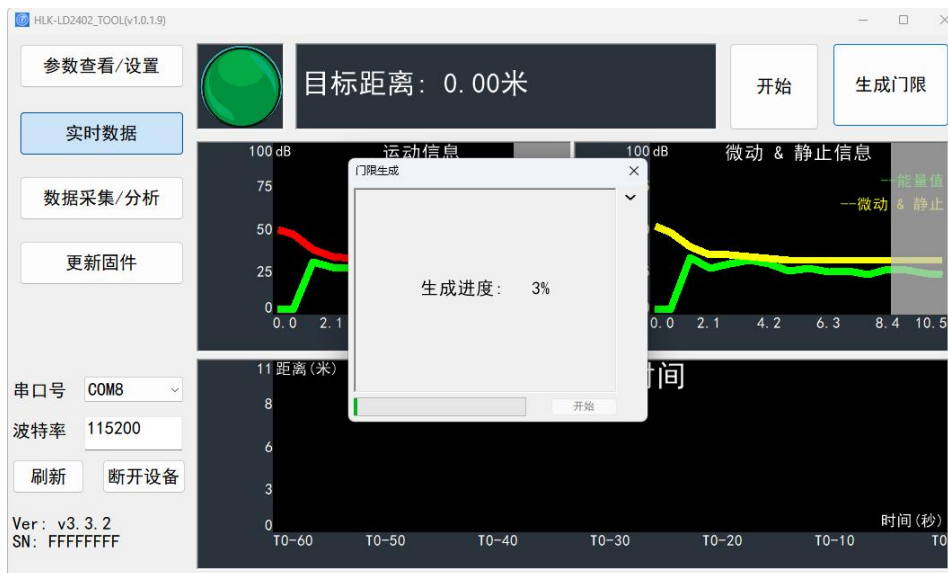 HLK-LD2402_TOOL(v1.0.1.9)
参数查看/设置
实时数据
数据采集/分析
更新固件
串口号 COM8
波特率 115200
刷新 断开设备
Ver: v3.3.2
SN: FFFFFFFF
目标距离: 0.00米
开始
生成门限
100 dB 运动信息
75
50
25
0
0.0 2.1
门限生成
生成进度: 3%
开始
100 dB 微动 & 静止信息
--能量值
--微动 & 静止
0.0 2.1 4.2 6.3 8.4 10.5
11 距离(米)
8
6
3
0
时间(秒)
T0-60 T0-50 T0-40 T0-30 T0-20 T0-10 T0